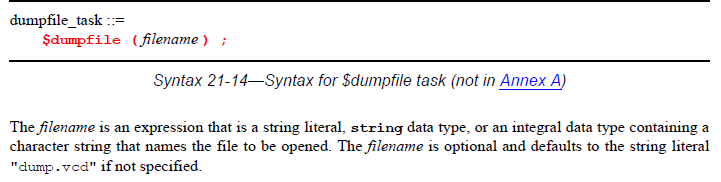 dumpfile_task ::=
$dumpfile ( filename ) ;
Syntax 21-14—Syntax for $dumpfile task (not in Annex A)
The filename is an expression that is a string literal, string data type, or an integral data type containing a
character string that names the file to be opened. The filename is optional and defaults to the string literal
"dump.vcd" if not specified.